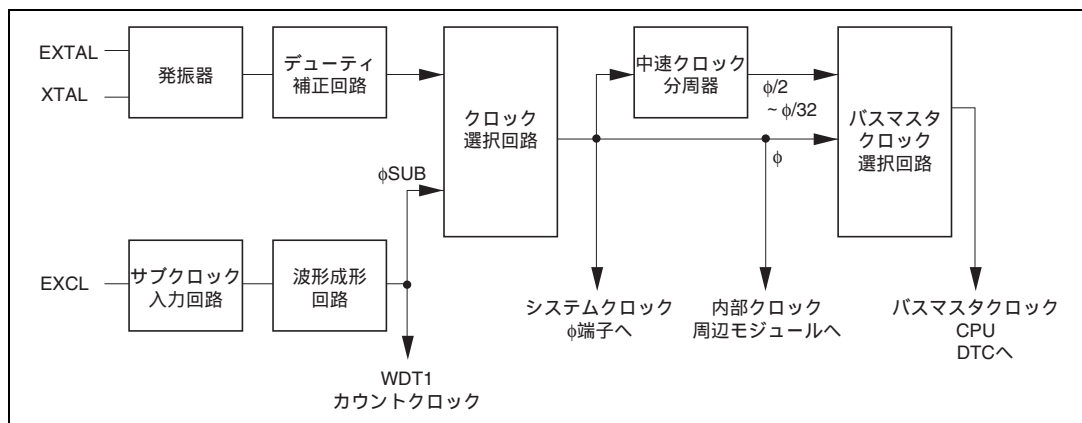 EXTAL
XTAL
発振器
デューティ
補正回路
クロック
選択回路
中速クロック
分周器
φ/2
~ φ/32
φ
バスマスタ
クロック
選択回路
φSUB
EXCL
サブクロック
入力回路
波形成形
回路
WDT1
カウントクロック
システムクロック
φ端子へ
内部クロック
周辺モジュールへ
バスマスタクロック
CPU
DTCへ